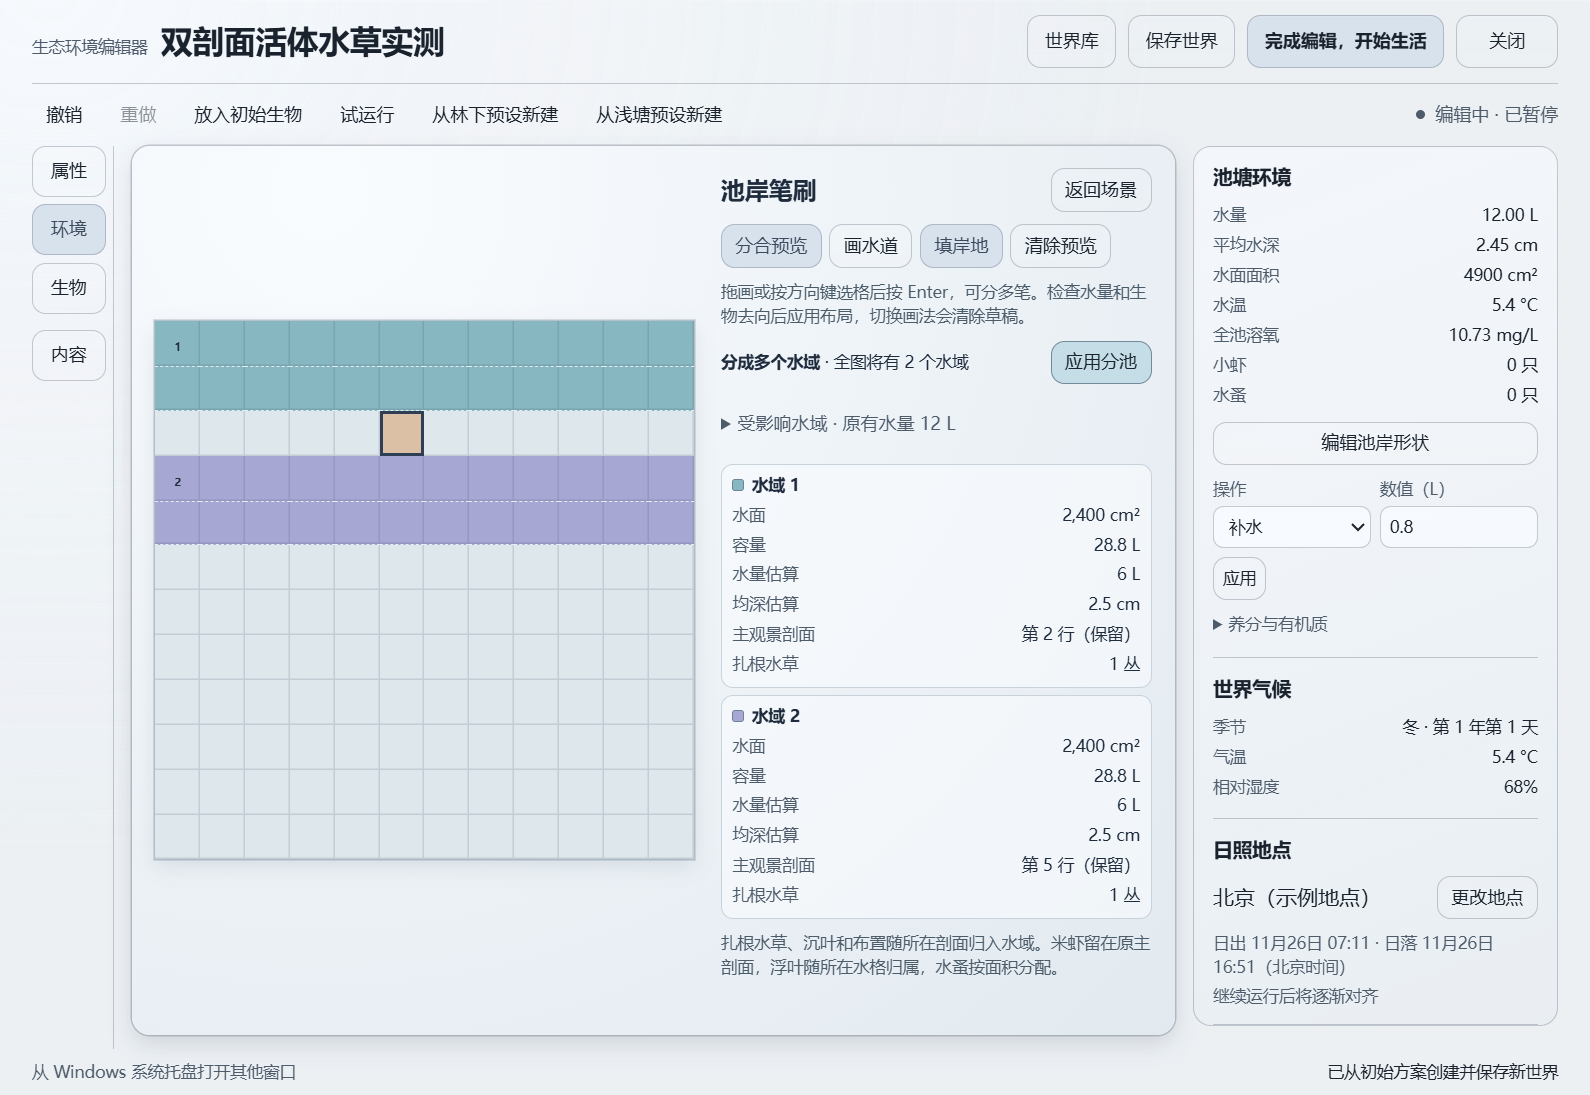 生态环境编辑器 双剖面活体水草实测
世界库 保存世界 完成编辑，开始生活 关闭
撤销 重做 放入初始生物 试运行 从林下预设新建 从浅塘预设新建
编辑中 · 已暂停
属性
环境
生物
内容
1
2
池岸笔刷 返回场景
分合预览 画水道 填岸地 清除预览
拖画或按方向键选格后按 Enter，可分多笔。检查水量和生
物去向后应用布局，切换画法会清除草稿。
分成多个水域 · 全图将有 2 个水域 应用分池
▶ 受影响水域 · 原有水量 12 L
水域 1
水面 2,400 cm²
容量 28.8 L
水量估算 6 L
均深估算 2.5 cm
主观景剖面 第 2 行（保留）
扎根水草 1 丛
水域 2
水面 2,400 cm²
容量 28.8 L
水量估算 6 L
均深估算 2.5 cm
主观景剖面 第 5 行（保留）
扎根水草 1 丛
扎根水草、沉叶和布置随所在剖面归入水域。米虾留在原主
剖面，浮叶随所在水格归属，水蚤按面积分配。
池塘环境
水量 12.00 L
平均水深 2.45 cm
水面面积 4900 cm²
水温 5.4 °C
全池溶氧 10.73 mg/L
小虾 0 只
水蚤 0 只
编辑池岸形状
操作 数值（L）
补水 0.8
应用
▶ 养分与有机质
世界气候
季节 冬 · 第 1 年第 1 天
气温 5.4 °C
相对湿度 68%
日照地点
北京（示例地点） 更改地点
日出 11月26日 07:11 · 日落 11月26日
16:51（北京时间）
继续运行后将逐渐对齐
从 Windows 系统托盘打开其他窗口
已从初始方案创建并保存新世界